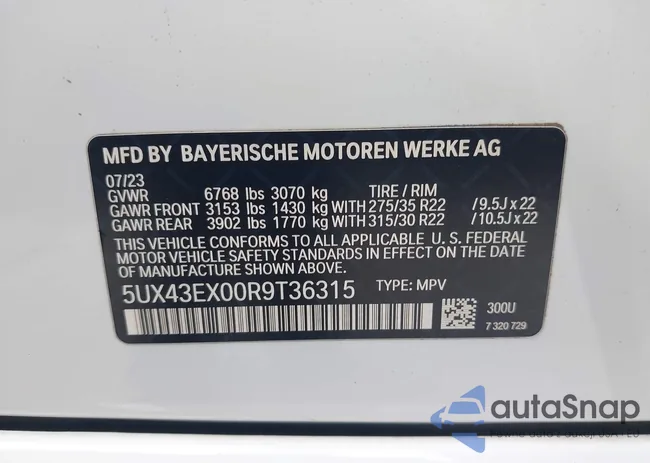 MFD BY BAYERISCHE MOTOREN WERKE AG
07/23
GVWR 6768 lbs 3070 kg TIRE / RIM
GAWR FRONT 3153 lbs 1430 kg WITH 275/35 R22 /9.5J x 22
GAWR REAR 3902 lbs 1770 kg WITH 315/30 R22 /10.5J x 22
THIS VEHICLE CONFORMS TO ALL APPLICABLE U. S. FEDERAL
MOTOR VEHICLE SAFETY STANDARDS IN EFFECT ON THE DATE
OF MANUFACTURE SHOWN ABOVE.
5UX43EX00R9T36315 TYPE: MPV
300U
7 320 729
autoSnap